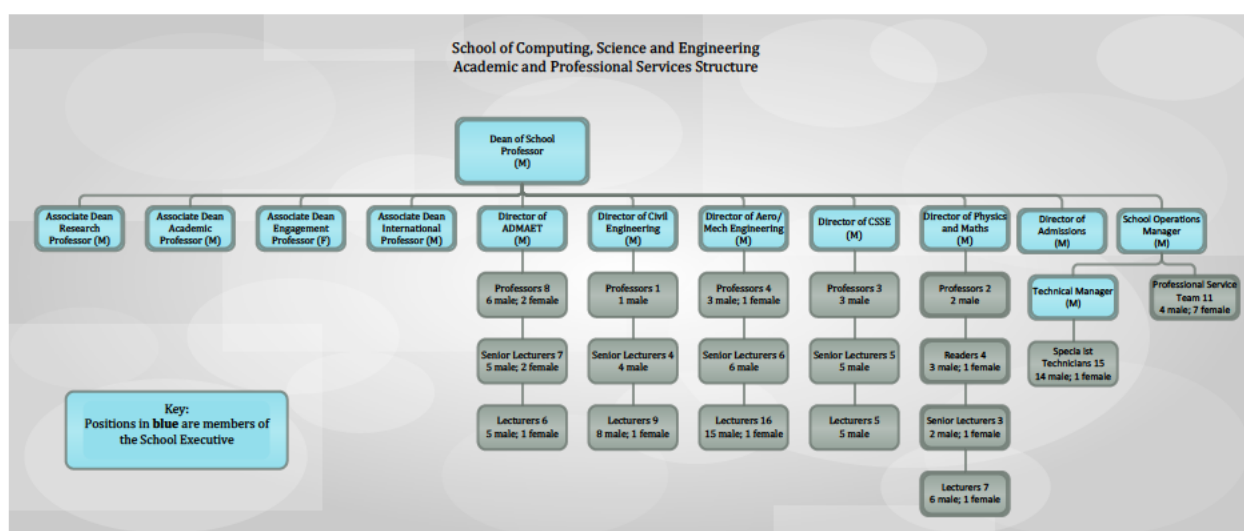 School of Computing, Science and Engineering
Academic and Professional Services Structure
Dean of School
Professor
(M)
Associate Dean
Research
Professor (M)
Associate Dean
Academic
Professor (M)
Associate Dean
Engagement
Professor (F)
Associate Dean
International
Professor (M)
Director of
ADMAET
(M)
Director of Civil
Engineering
(M)
Director of Aero/
Mech Engineering
(M)
Director of CSSE
(M)
Director of Physics
and Maths
(M)
Director of
Admissions
(M)
School Operations
Manager
(M)
Professors 8
6 male; 2 female
Professors 1
1 male
Professors 4
3 male; 1 female
Professors 3
3 male
Professors 2
2 male
Technical Manager
(M)
Professional Service
Team 11
4 male; 7 female
Senior Lecturers 7
5 male; 2 female
Senior Lecturers 4
4 male
Senior Lecturers 6
6 male
Senior Lecturers 5
5 male
Readers 4
3 male; 1 female
Specia ist
Technicians 15
14 male; 1 female
Lecturers 6
5 male; 1 female
Lecturers 9
8 male; 1 female
Lecturers 16
15 male; 1 female
Lecturers 5
5 male
Senior Lecturers 3
2 male; 1 female
Lecturers 7
6 male; 1 female
Key:
Positions in blue are members of
the School Executive